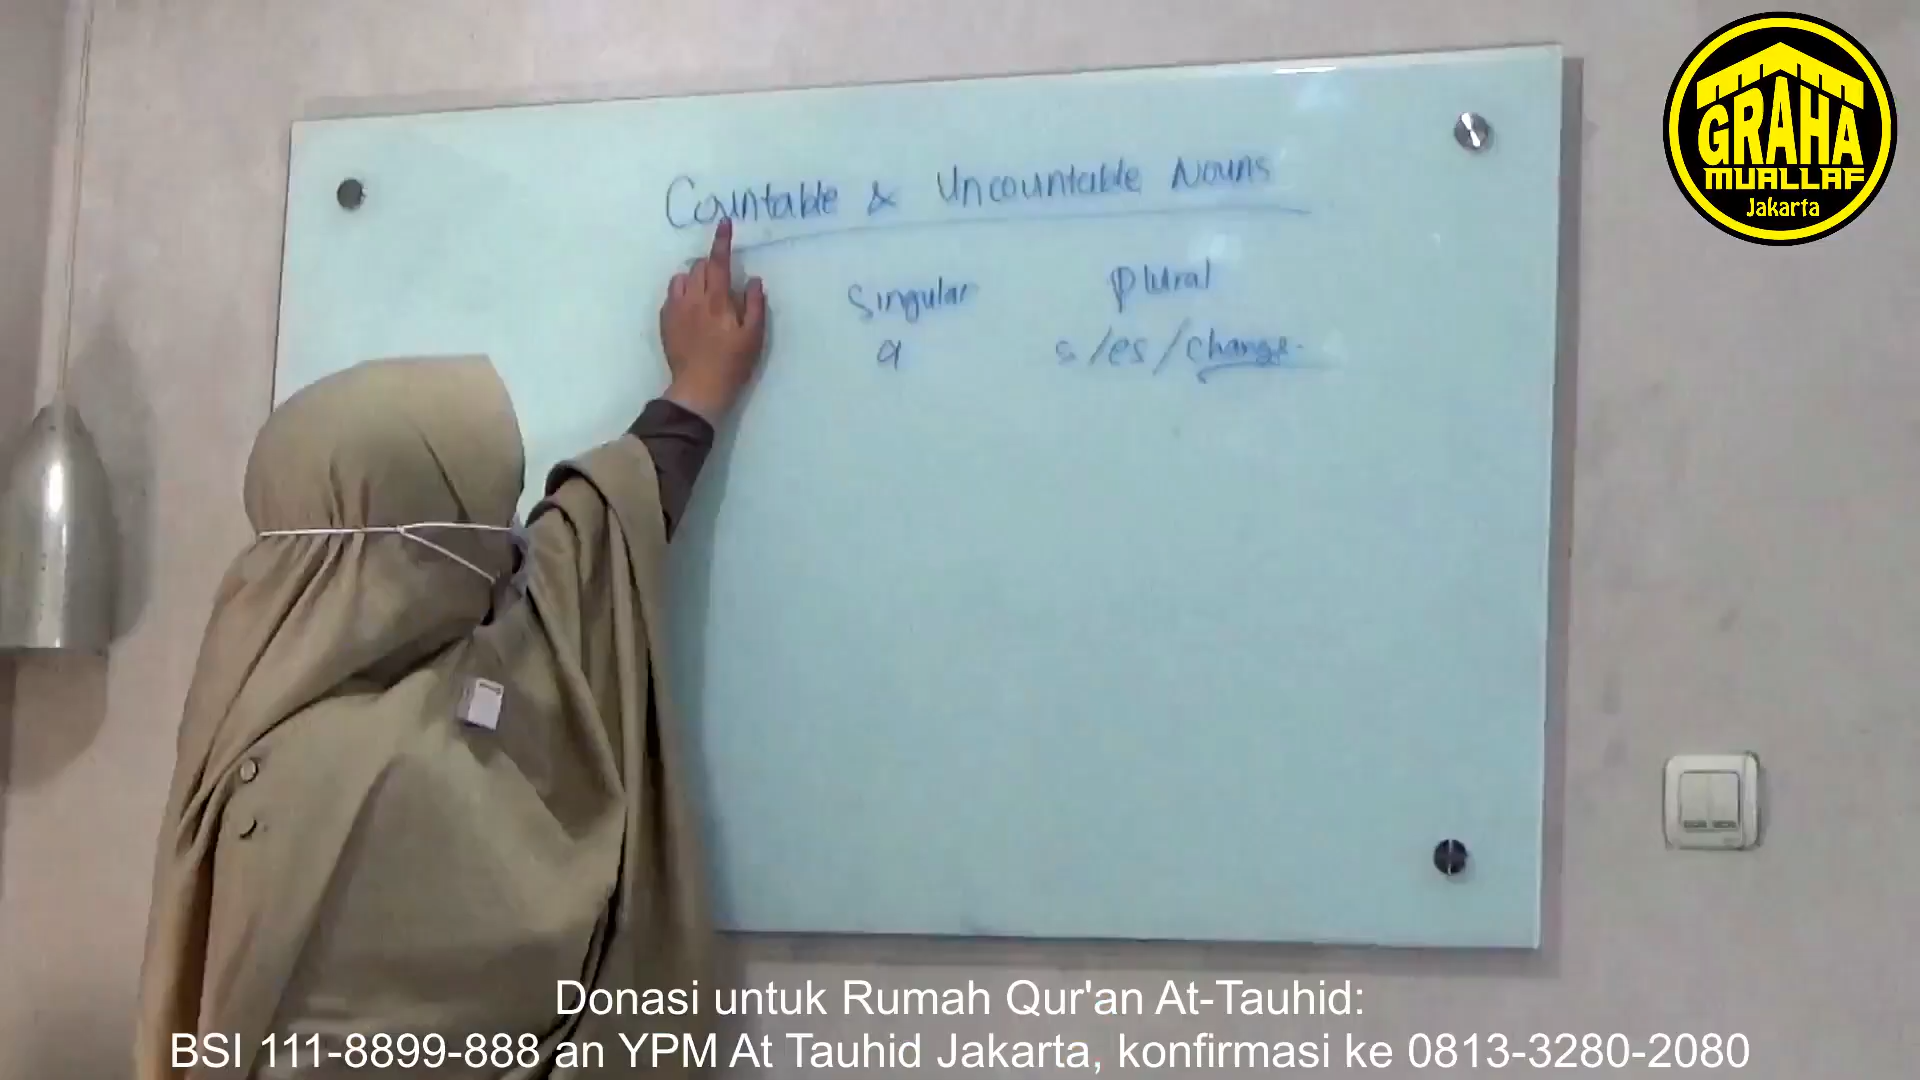 Countable & Uncountable Nouns
Singular
Plural
a
s/es/change.
GRAHA
MUALLAF
Jakarta
Donasi untuk Rumah Qur'an At-Tauhid:
BSI 111-8899-888 an YPM At Tauhid Jakarta, konfirmasi ke 0813-3280-2080